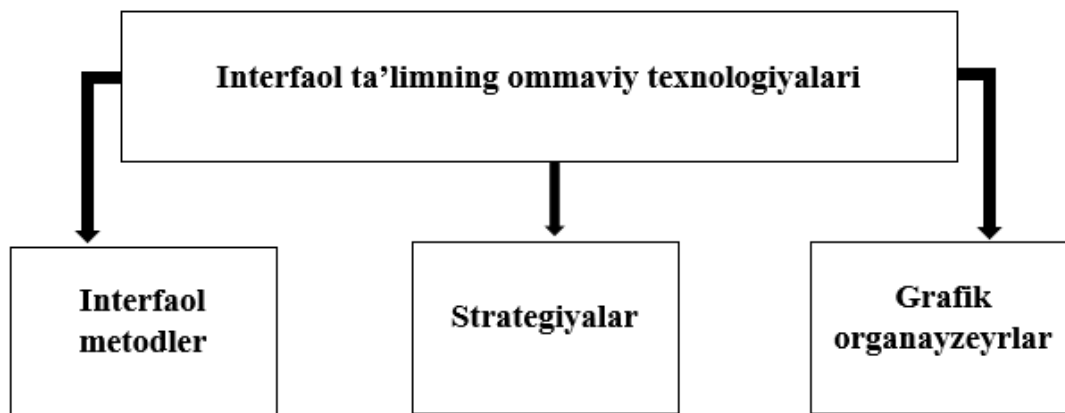 Interfaol ta’limning ommaviy texnologiyalari
Interfaol
metodler
Strategiyalar
Grafik
organayzeyrlar